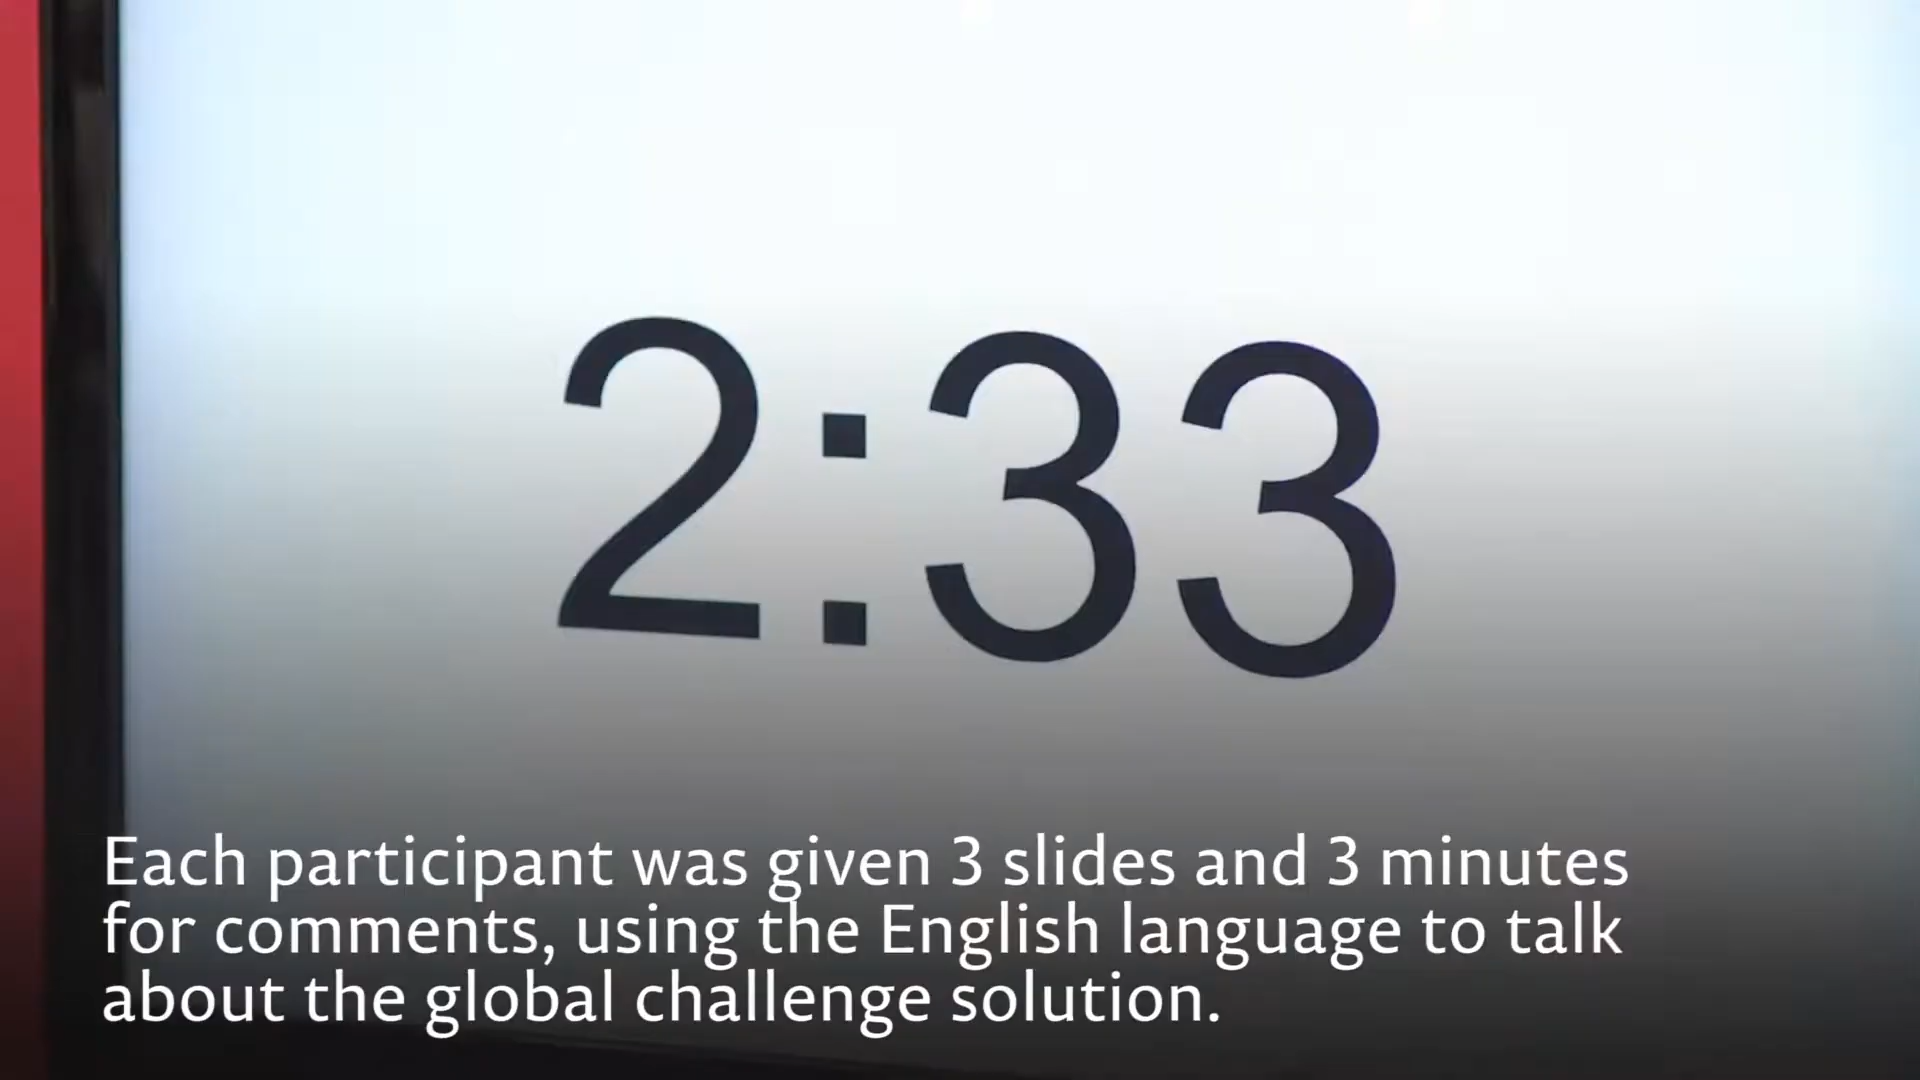 2:33
Each participant was given 3 slides and 3 minutes
for comments, using the English language to talk
about the global challenge solution.